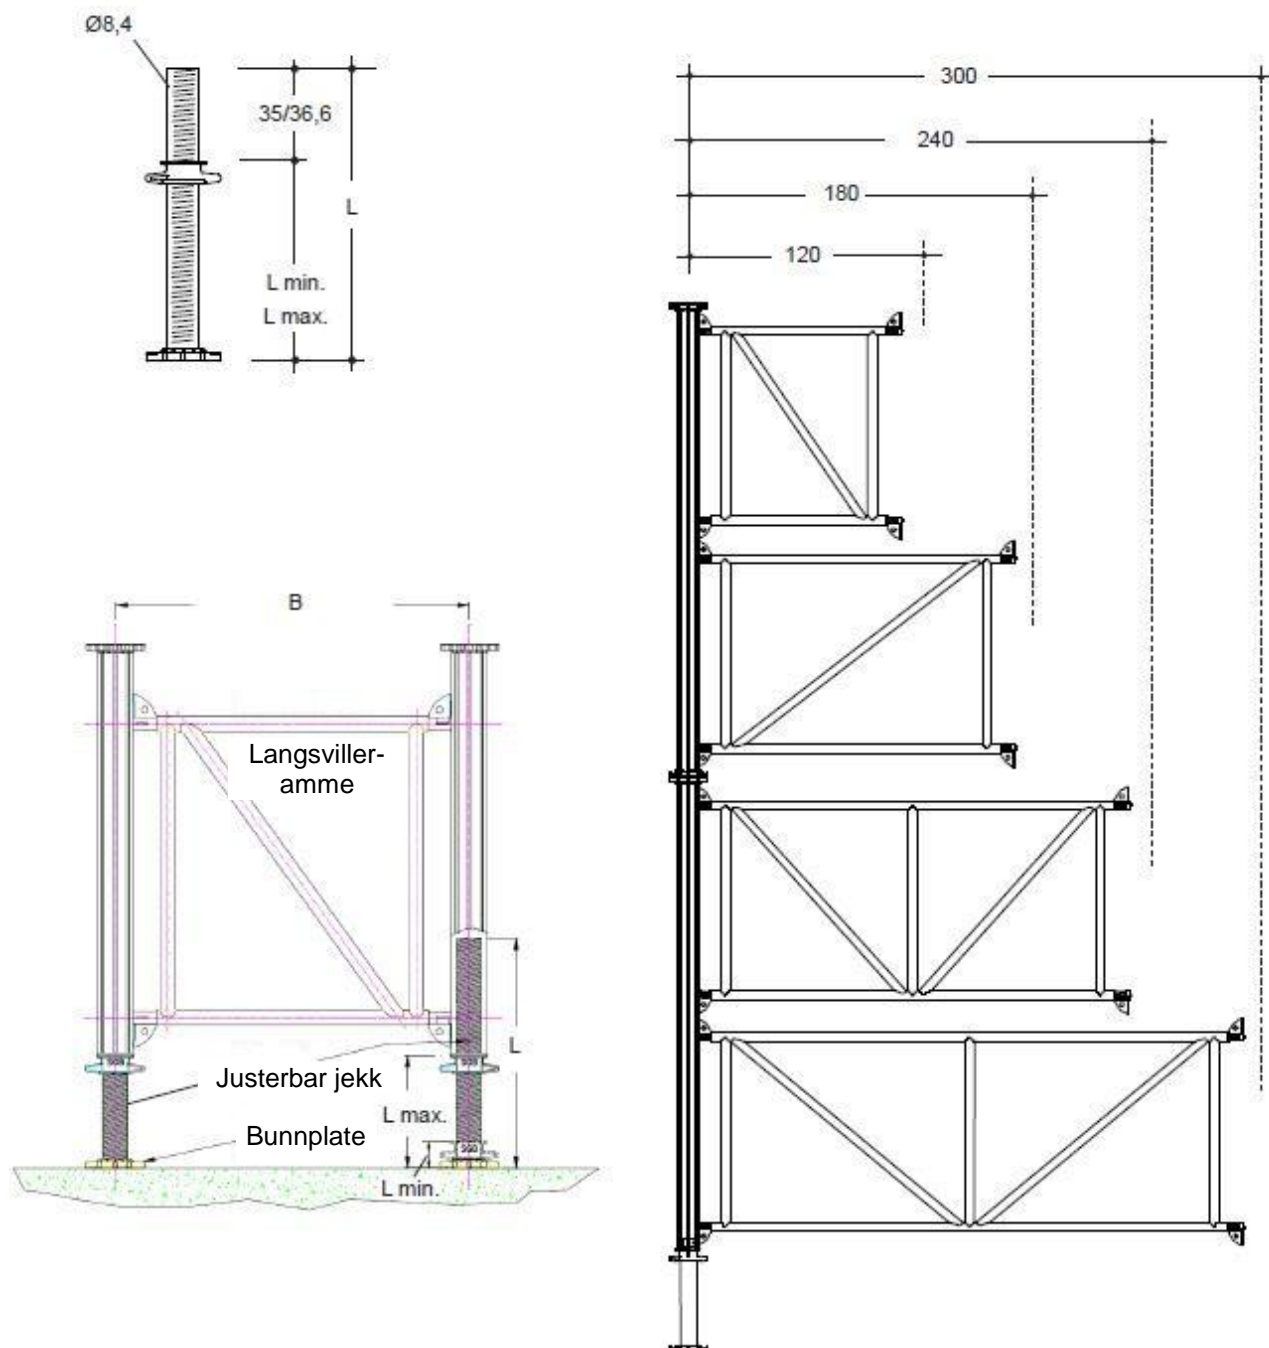 Ø8,4
35/36,6
L
L min.
L max.
300
240
180
120
B
Langsviller-
amme
L
Justerbar jekk
L max.
Bunnplate
L min.